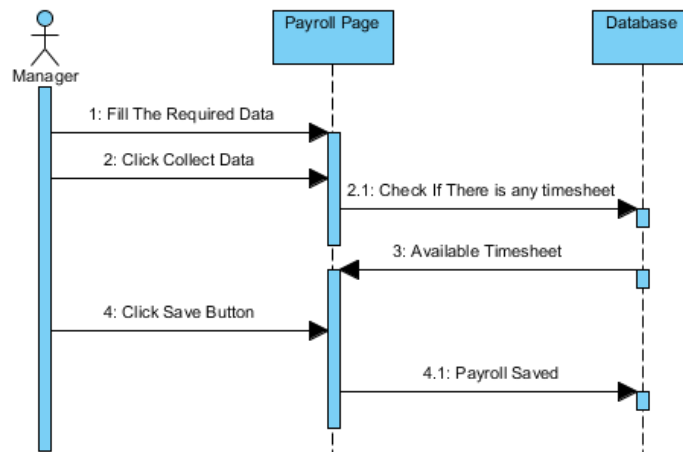 Payroll Page
Database
Manager
1: Fill The Required Data
2: Click Collect Data
2.1: Check If There is any timesheet
3: Available Timesheet
4: Click Save Button
4.1: Payroll Saved